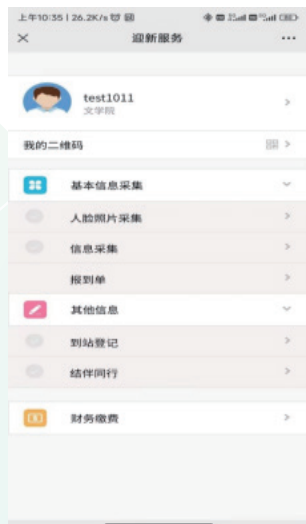 上午10:35 | 26.2K/s
迎新服务
test1011
文学院
我的二维码
基本信息采集
人脸照片采集
信息采集
报到单
其他信息
到站登记
结伴同行
财务缴费